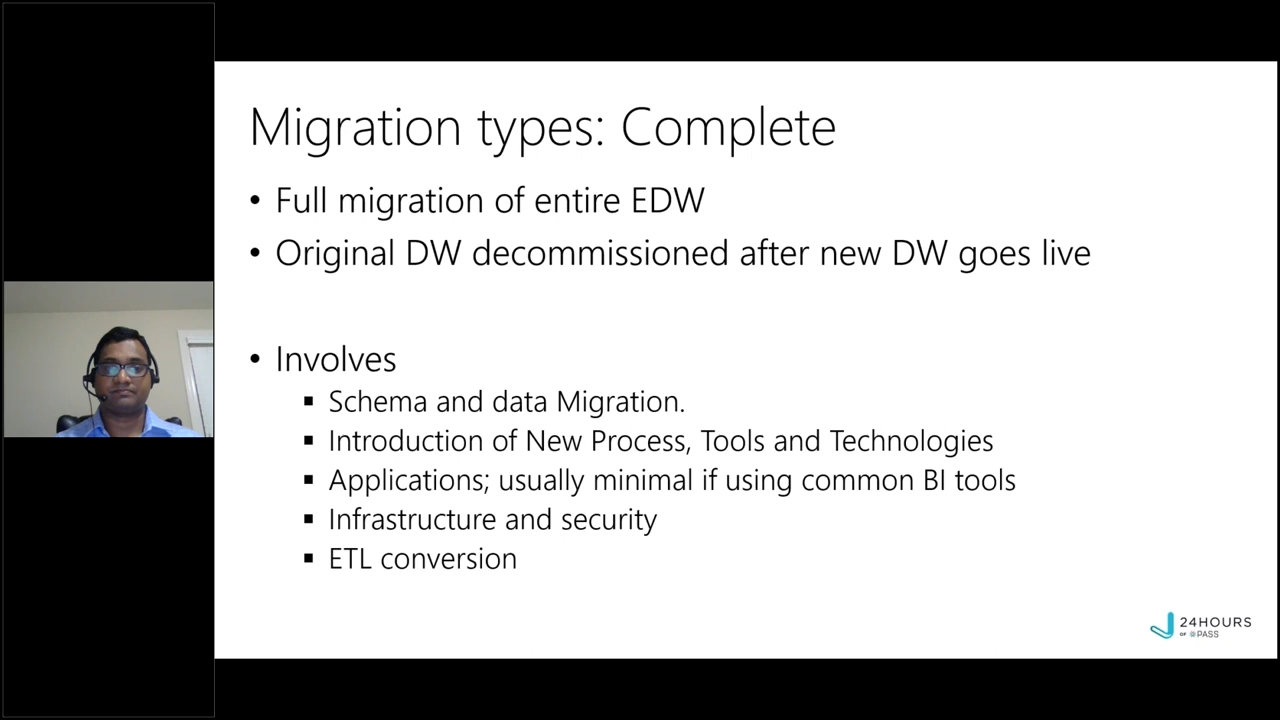 Migration types: Complete
• Full migration of entire EDW
• Original DW decommissioned after new DW goes live
• Involves
▪ Schema and data Migration.
▪ Introduction of New Process, Tools and Technologies
▪ Applications; usually minimal if using common BI tools
▪ Infrastructure and security
▪ ETL conversion
24HOURS
OF PASS